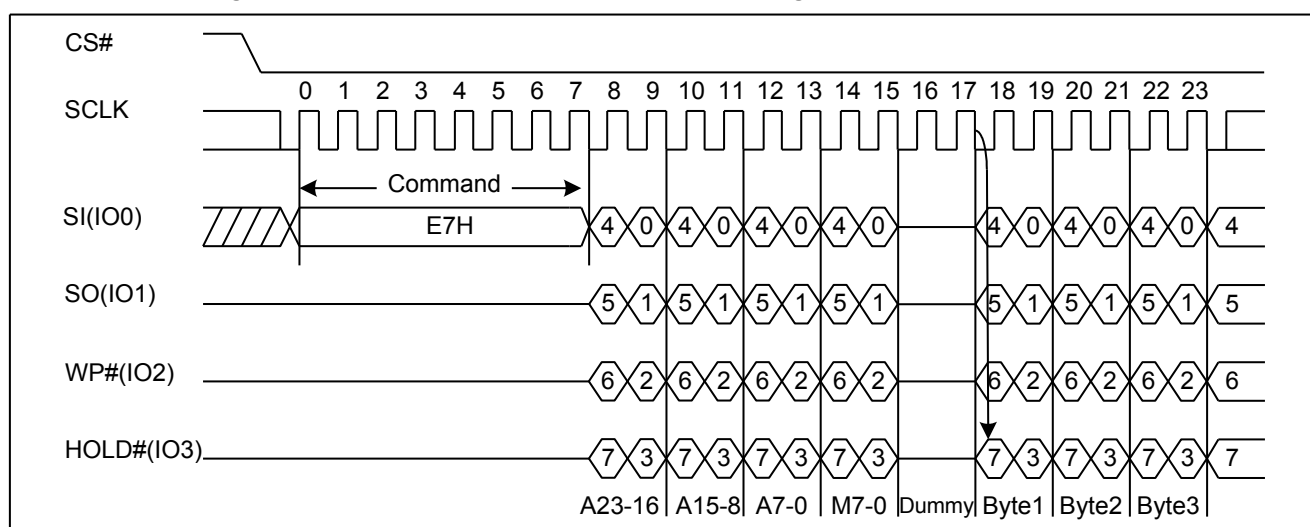 CS#
0 1 2 3 4 5 6 7 8 9 10 11 12 13 14 15 16 17 18 19 20 21 22 23
SCLK
Command
SI(IO0) E7H 4 0 4 0 4 0 4 0 4 0 4 0 4 0 4
SO(IO1) 5 1 5 1 5 1 5 1 5 1 5 1 5 1 5
WP#(IO2) 6 2 6 2 6 2 6 2 6 2 6 2 6 2 6
HOLD#(IO3) 7 3 7 3 7 3 7 3 7 3 7 3 7 3 7
A23-16 A15-8 A7-0 M7-0 Dummy Byte1 Byte2 Byte3